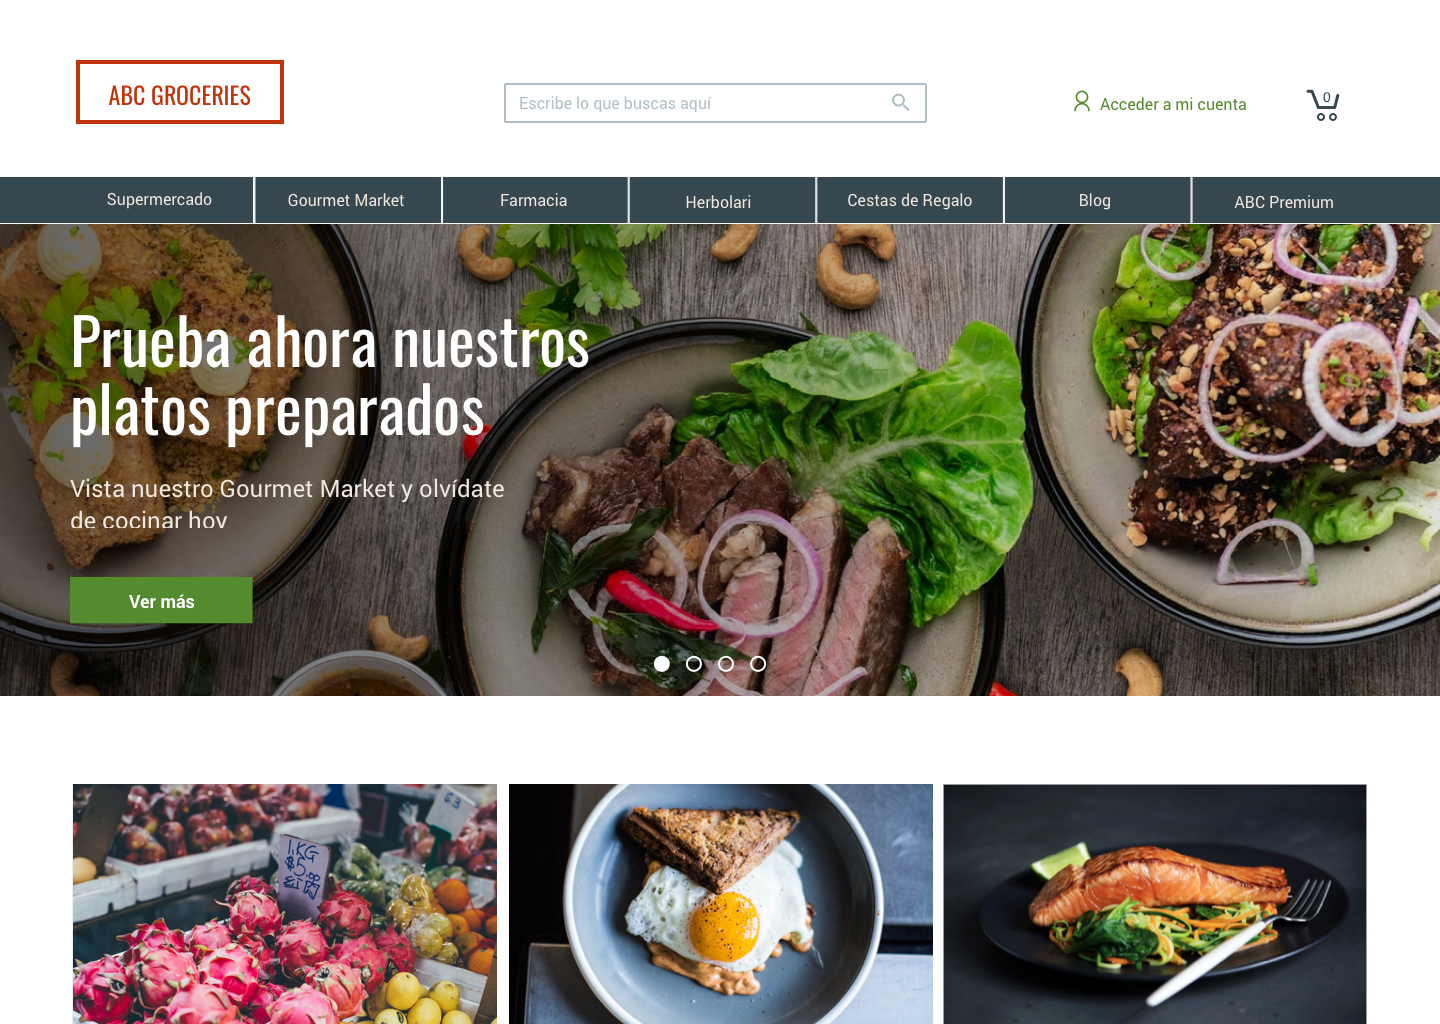 ABC GROCERIES
Escribe lo que buscas aquí
Acceder a mi cuenta
0
Supermercado
Gourmet Market
Farmacia
Herbolari
Cestas de Regalo
Blog
ABC Premium
Prueba ahora nuestros
platos preparados
Vista nuestro Gourmet Market y olvídate
de cocinar hoy
Ver más
1KG
$5.00